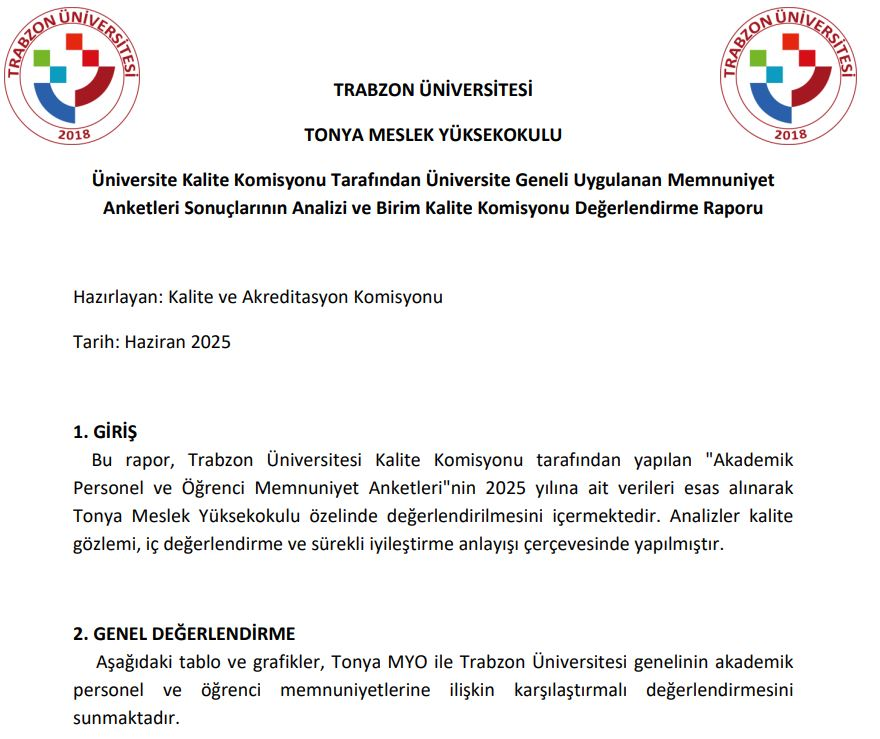 TRABZON ÜNİVERSİTESİ
2018
TRABZON ÜNİVERSİTESİ
2018
TRABZON ÜNİVERSİTESİ
TONYA MESLEK YÜKSEKOKULU
Üniversite Kalite Komisyonu Tarafından Üniversite Geneli Uygulanan Memnuniyet
Anketleri Sonuçlarının Analizi ve Birim Kalite Komisyonu Değerlendirme Raporu
Hazırlayan: Kalite ve Akreditasyon Komisyonu
Tarih: Haziran 2025
1. GİRİŞ
Bu rapor, Trabzon Üniversitesi Kalite Komisyonu tarafından yapılan "Akademik
Personel ve Öğrenci Memnuniyet Anketleri"nin 2025 yılına ait verileri esas alınarak
Tonya Meslek Yüksekokulu özelinde değerlendirilmesini içermektedir. Analizler kalite
gözlemi, iç değerlendirme ve sürekli iyileştirme anlayışı çerçevesinde yapılmıştır.
2. GENEL DEĞERLENDİRME
Aşağıdaki tablo ve grafikler, Tonya MYO ile Trabzon Üniversitesi genelinin akademik
personel ve öğrenci memnuniyetlerine ilişkin karşılaştırmalı değerlendirmesini
sunmaktadır.